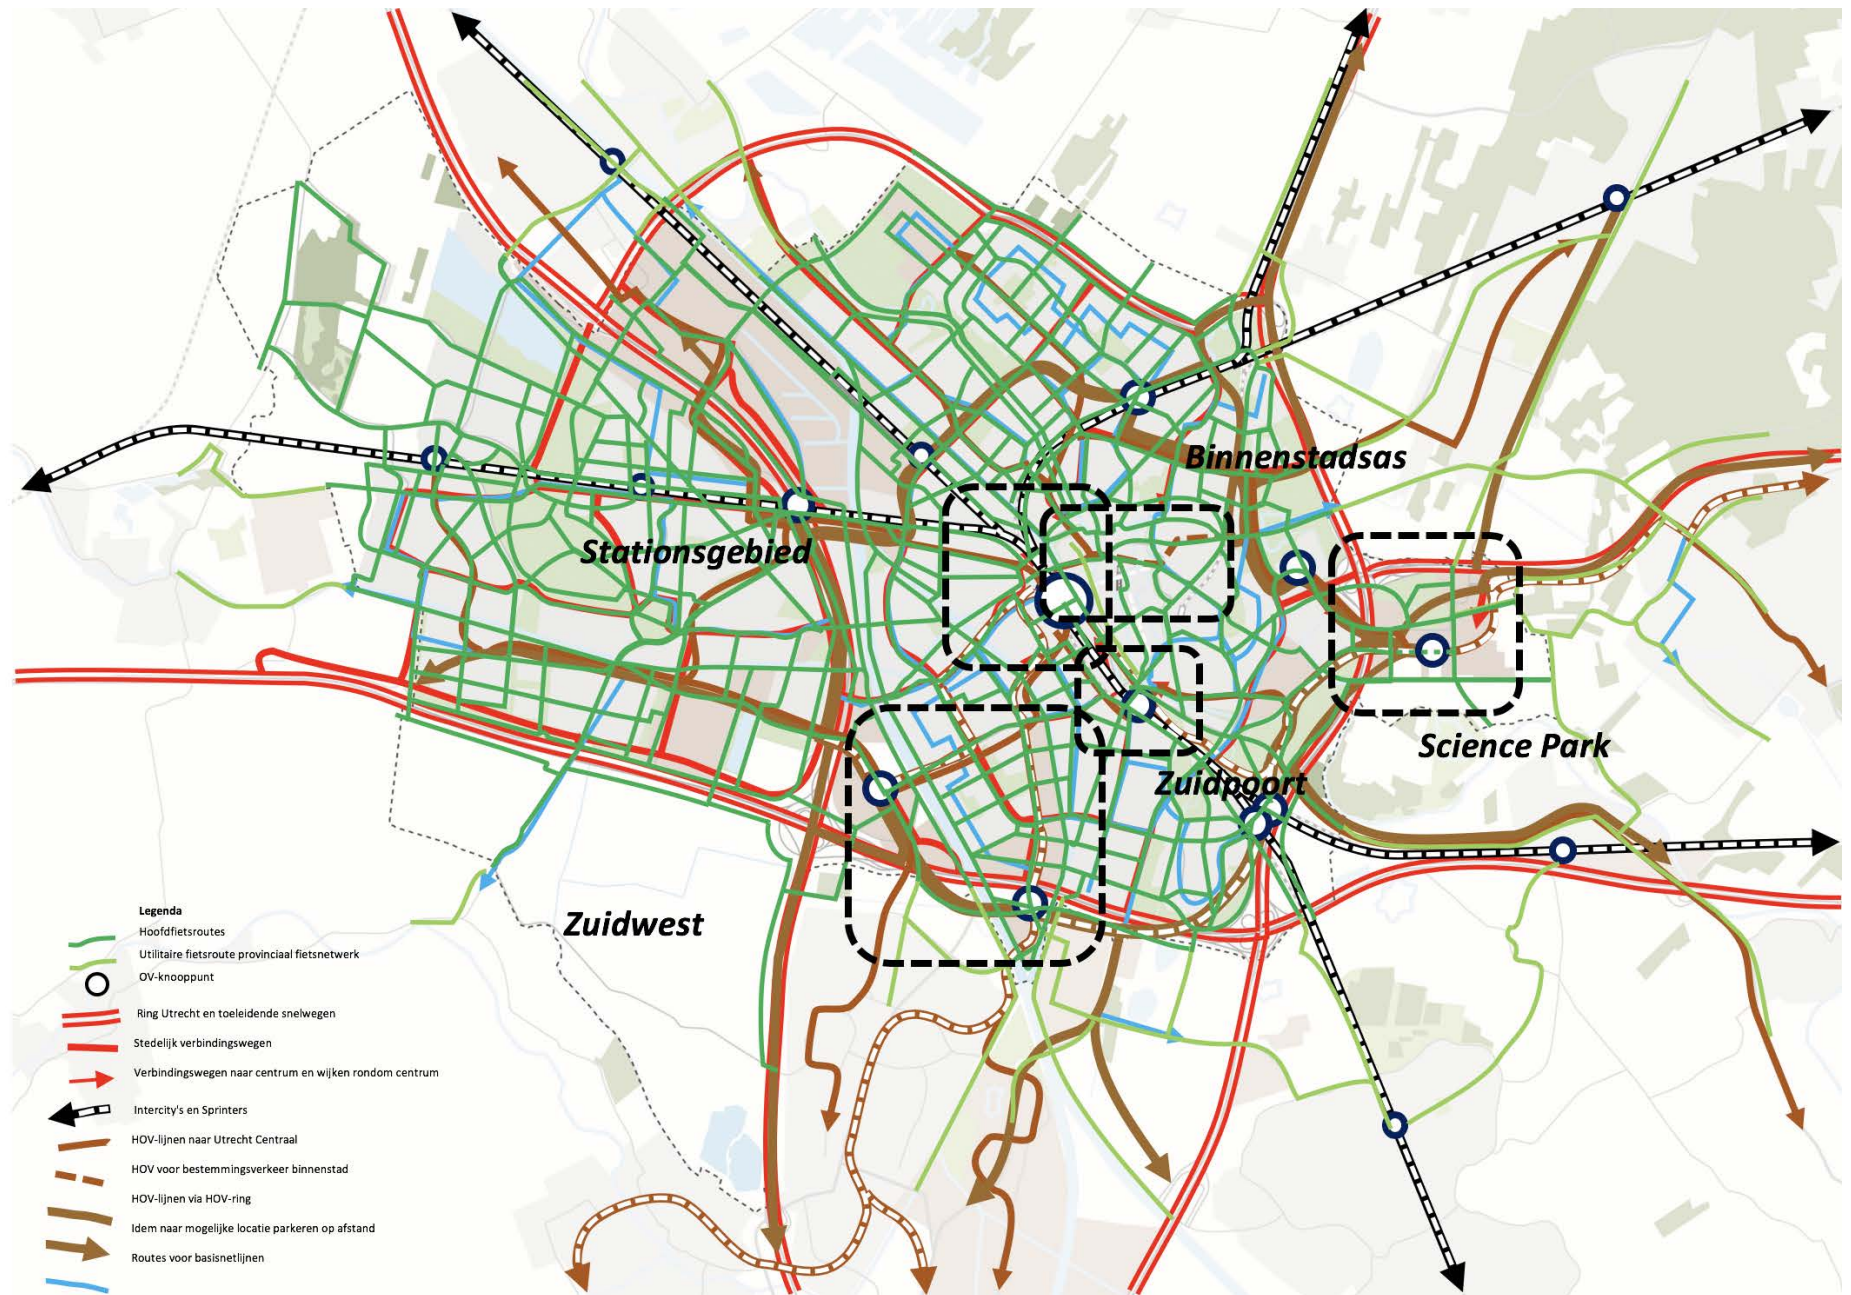 Binnenstadsas
Stationsgebied
Science Park
Zuidpoort
Zuidwest
Legenda
Hoofdfietsroutes
Utilitaire fietsroute provinciaal fietsnetwerk
OV-knooppunt
Ring Utrecht en toeleidende snelwegen
Stedelijk verbindingswegen
Verbindingswegen naar centrum en wijken rondom centrum
Intercity's en Sprinters
HOV-lijnen naar Utrecht Centraal
HOV voor bestemmingsverkeer binnenstad
HOV-lijnen via HOV-ring
Idem naar mogelijke locatie parkeren op afstand
Routes voor basisnetlijnen